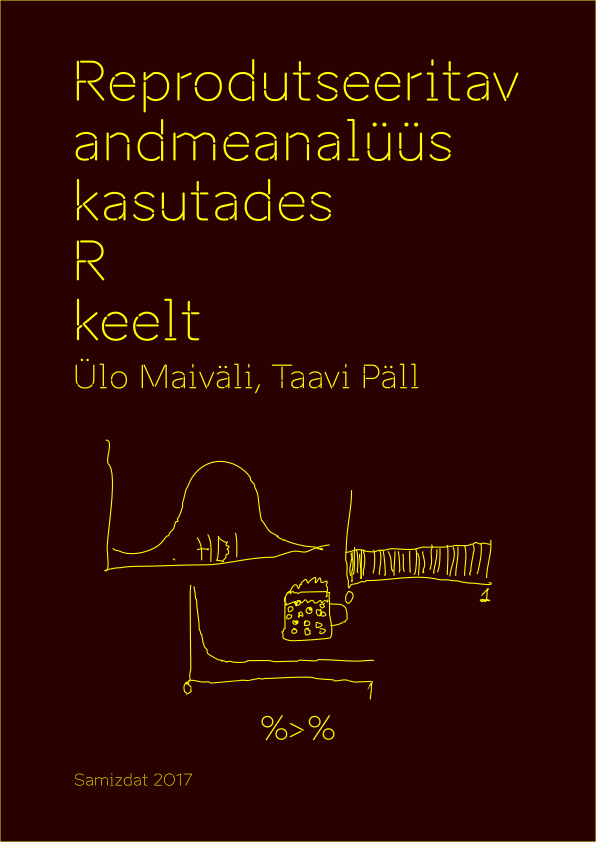 Reprodutseeritav
andmeanalüüs
kasutades
R
keelt
Ülo Maiväli, Taavi Päll
HDI
0 1
0 1
%>%
Samizdat 2017